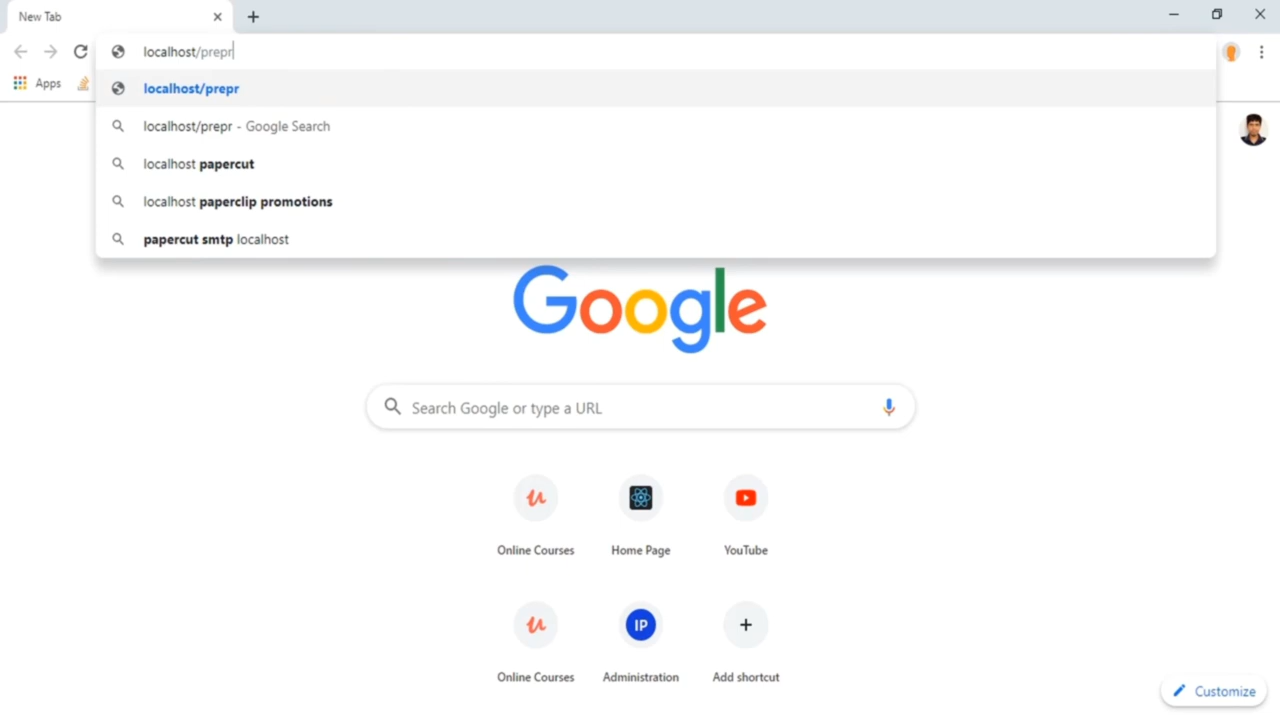 New Tab
localhost/prepr
Apps
localhost/prepr
localhost/prepr - Google Search
localhost papercut
localhost paperclip promotions
papercut smtp localhost
Google
Search Google or type a URL
Online Courses
Home Page
YouTube
IP
Online Courses
Administration
Add shortcut
Customize